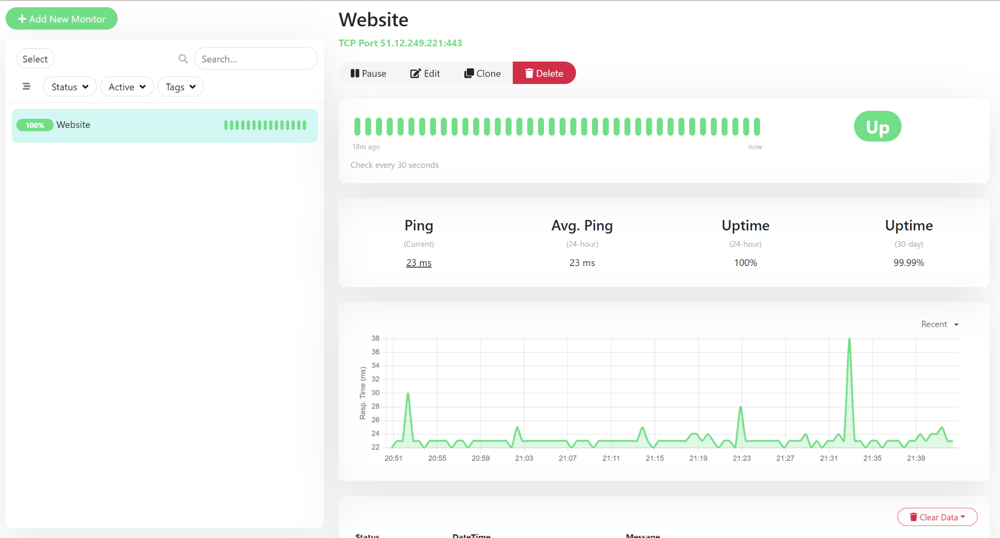 Add New Monitor
Select
Search...
Status
Active
Tags
100% Website
Website
TCP Port 51.12.249.221:443
Pause
Edit
Clone
Delete
18m ago
now
Up
Check every 30 seconds
Ping
(Current)
23 ms
Avg. Ping
(24-hour)
23 ms
Uptime
(24-hour)
100%
Uptime
(30-day)
99.99%
Recent
Resp. Time (ms)
38
36
34
32
30
28
26
24
22
20:51 20:55 20:59 21:03 21:07 21:11 21:15 21:19 21:23 21:27 21:31 21:35 21:39
Clear Data
Status DateTime Message